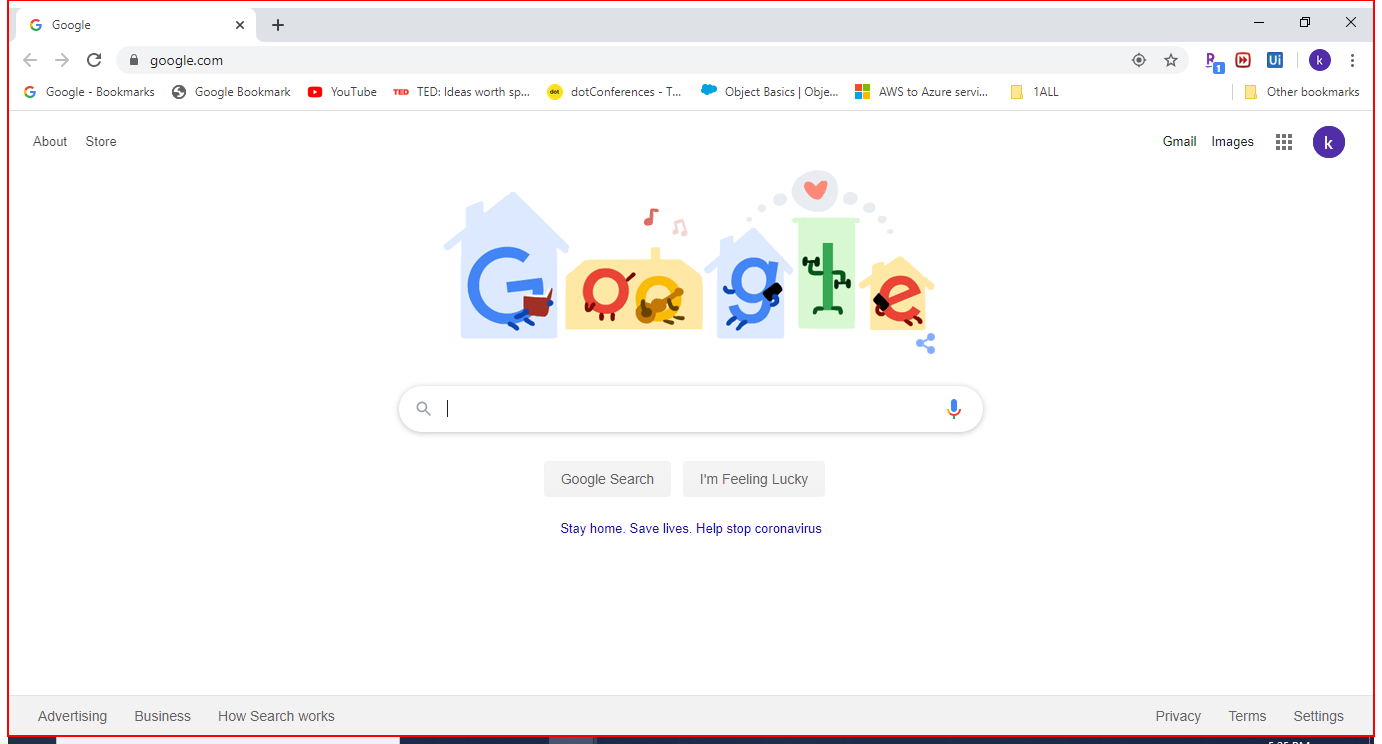 Google
google.com
1
Ui
k
Google - Bookmarks
Google Bookmark
YouTube
TED
TED: Ideas worth sp...
dot
dotConferences - T...
Object Basics | Obje...
AWS to Azure servi...
1ALL
Other bookmarks
About
Store
Gmail
Images
k
Google
Google Search
I'm Feeling Lucky
Stay home. Save lives. Help stop coronavirus
Advertising
Business
How Search works
Privacy
Terms
Settings